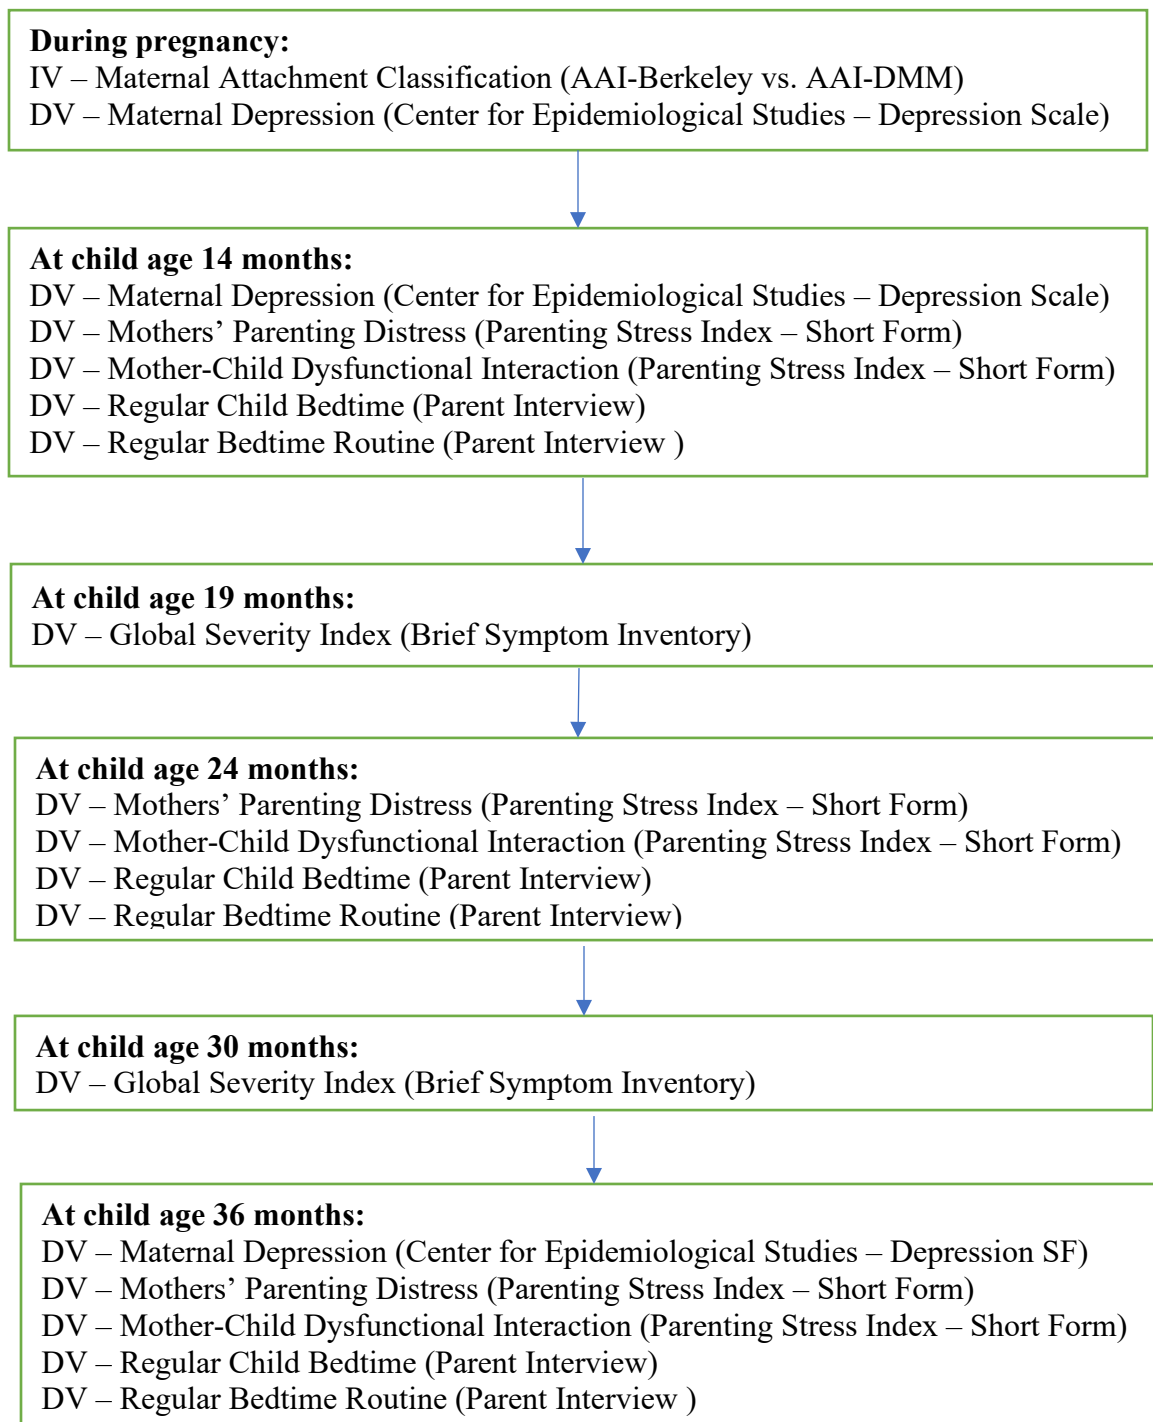 During pregnancy:
IV – Maternal Attachment Classification (AAI-Berkeley vs. AAI-DMM)
DV – Maternal Depression (Center for Epidemiological Studies – Depression Scale)
At child age 14 months:
DV – Maternal Depression (Center for Epidemiological Studies – Depression Scale)
DV – Mothers’ Parenting Distress (Parenting Stress Index – Short Form)
DV – Mother-Child Dysfunctional Interaction (Parenting Stress Index – Short Form)
DV – Regular Child Bedtime (Parent Interview)
DV – Regular Bedtime Routine (Parent Interview )
At child age 19 months:
DV – Global Severity Index (Brief Symptom Inventory)
At child age 24 months:
DV – Mothers’ Parenting Distress (Parenting Stress Index – Short Form)
DV – Mother-Child Dysfunctional Interaction (Parenting Stress Index – Short Form)
DV – Regular Child Bedtime (Parent Interview)
DV – Regular Bedtime Routine (Parent Interview)
At child age 30 months:
DV – Global Severity Index (Brief Symptom Inventory)
At child age 36 months:
DV – Maternal Depression (Center for Epidemiological Studies – Depression SF)
DV – Mothers’ Parenting Distress (Parenting Stress Index – Short Form)
DV – Mother-Child Dysfunctional Interaction (Parenting Stress Index – Short Form)
DV – Regular Child Bedtime (Parent Interview)
DV – Regular Bedtime Routine (Parent Interview )